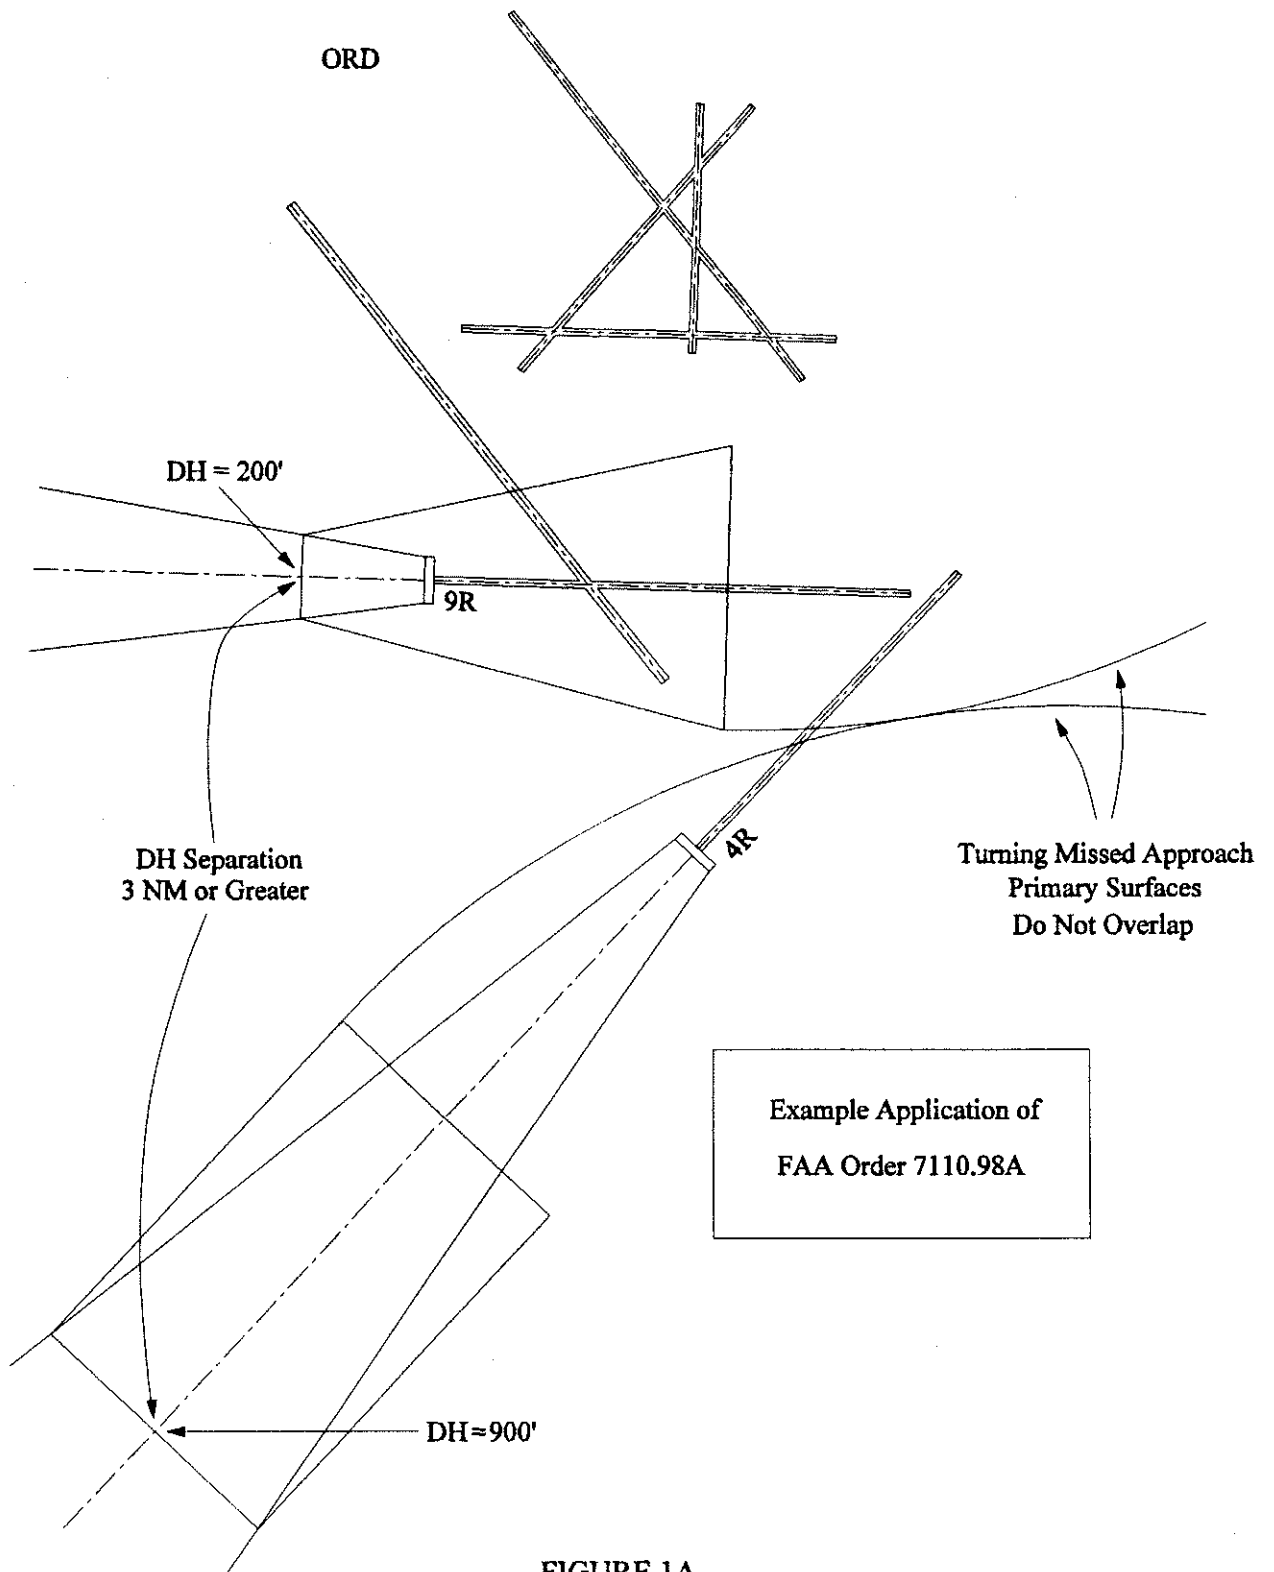 ORD
DH = 200'
9R
4R
DH Separation
3 NM or Greater
Turning Missed Approach
Primary Surfaces
Do Not Overlap
Example Application of
FAA Order 7110.98A
DH=900'
FIGURE 1A